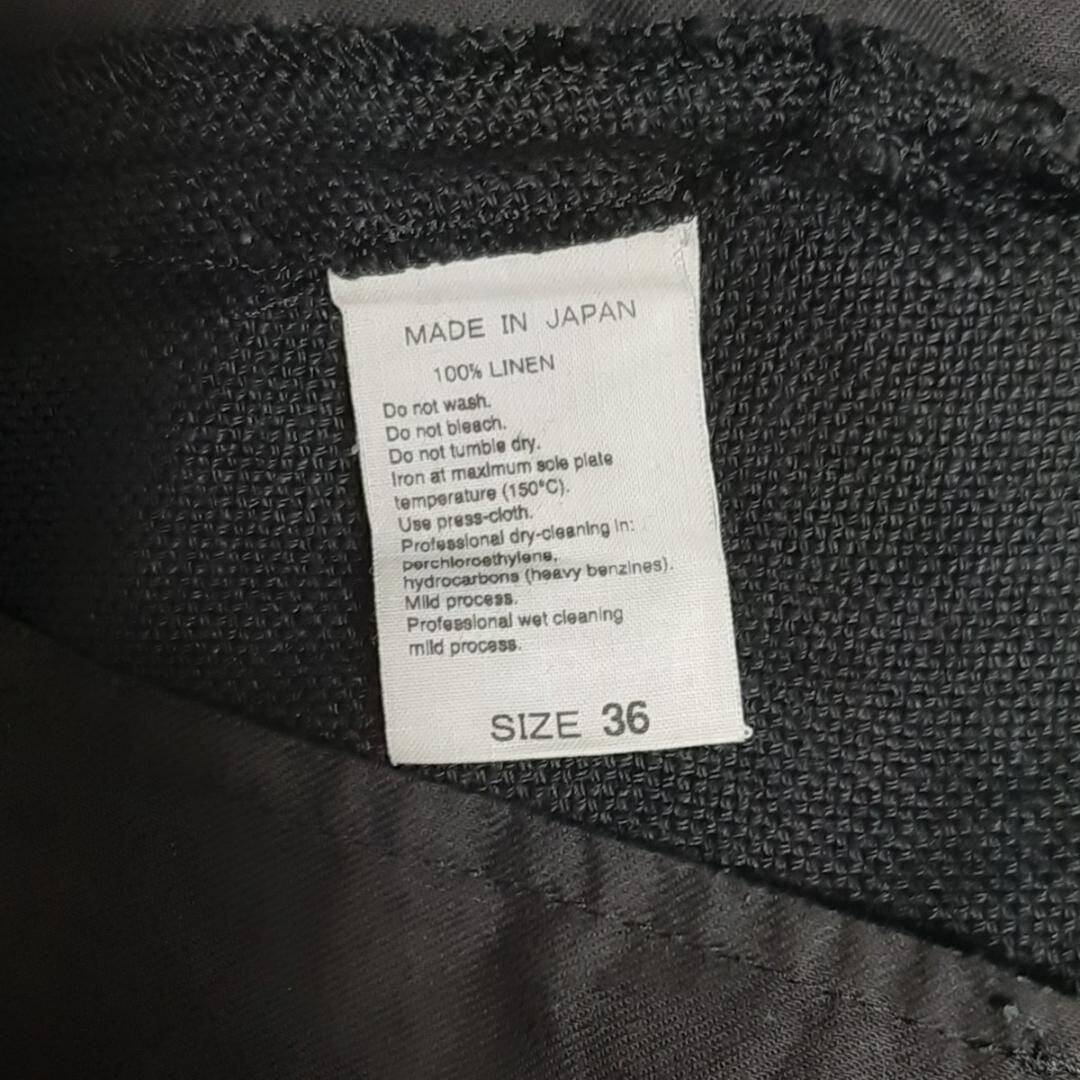 MADE IN JAPAN
100% LINEN
Do not wash.
Do not bleach.
Do not tumble dry.
Iron at maximum sole plate
temperature (150°C).
Use press-cloth.
Professional dry-cleaning in:
perchloroethylene,
hydrocarbons (heavy benzines).
Mild process.
Professional wet cleaning
mild process.
SIZE 36